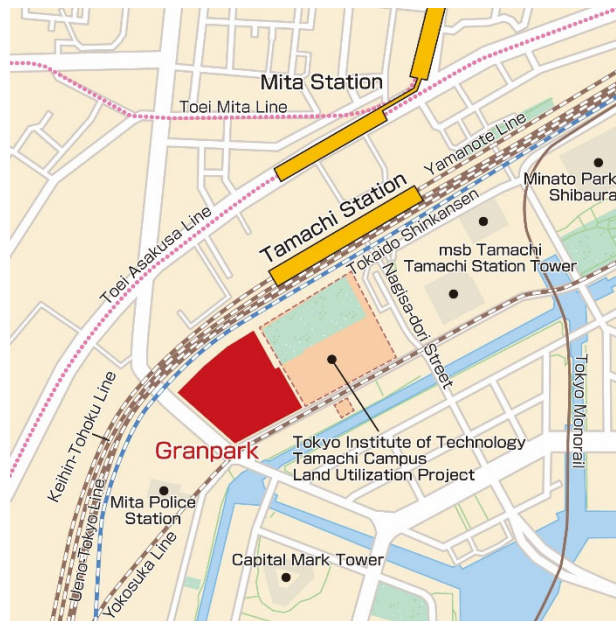 Mita Station
Toei Mita Line
Yamanote Line
Minato Park
Shibaura
Tamachi Station
Tokaido Shinkansen
msb Tamachi
Tamachi Station Tower
Toei Asakusa Line
Nagisa-dori Street
Tokyo Monorail
Keihin-Tohoku Line
Granpark
Tokyo Institute of Technology
Tamachi Campus
Land Utilization Project
Mita Police
Station
Ueno-Tokyo Line
Yokosuka Line
Capital Mark Tower